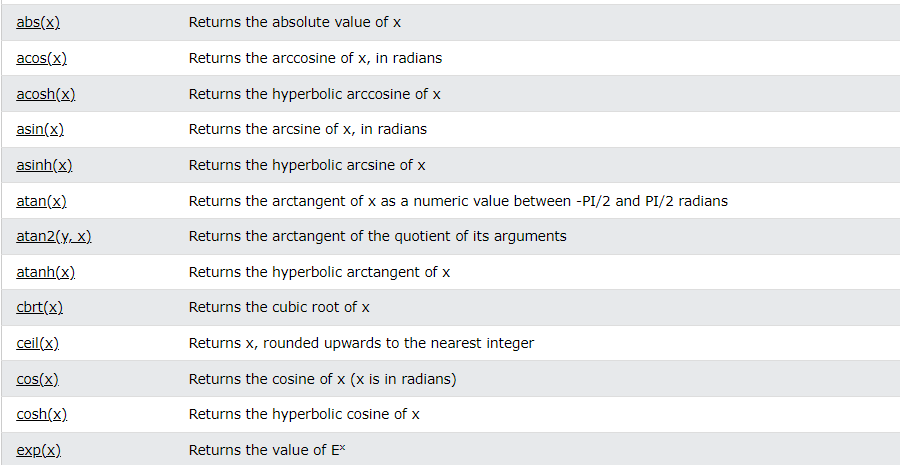 abs(x) Returns the absolute value of x
acos(x) Returns the arccosine of x, in radians
acosh(x) Returns the hyperbolic arccosine of x
asin(x) Returns the arcsine of x, in radians
asinh(x) Returns the hyperbolic arcsine of x
atan(x) Returns the arctangent of x as a numeric value between -PI/2 and PI/2 radians
atan2(y, x) Returns the arctangent of the quotient of its arguments
atanh(x) Returns the hyperbolic arctangent of x
cbrt(x) Returns the cubic root of x
ceil(x) Returns x, rounded upwards to the nearest integer
cos(x) Returns the cosine of x (x is in radians)
cosh(x) Returns the hyperbolic cosine of x
exp(x) Returns the value of Eˣ